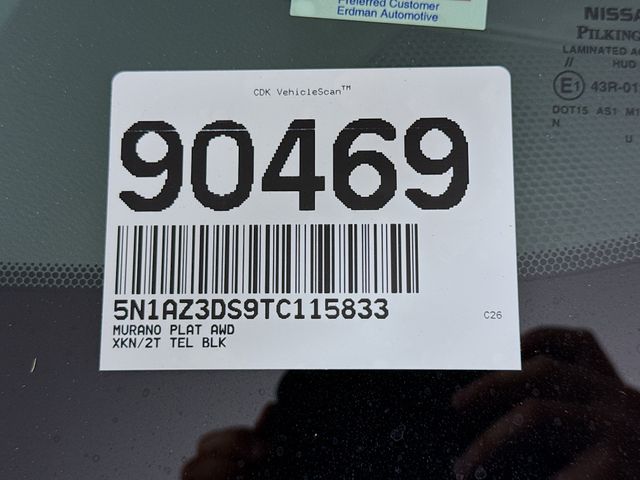 Preferred Customer
Erdman Automotive
NISSA
PILKING
LAMINATED A
// HUD
E1 43R-01
DOT15 AS1 M1
N
U
CDK VehicleScan™
90469
5N1AZ3DS9TC115833
MURANO PLAT AWD
XKN/2T TEL BLK
C26